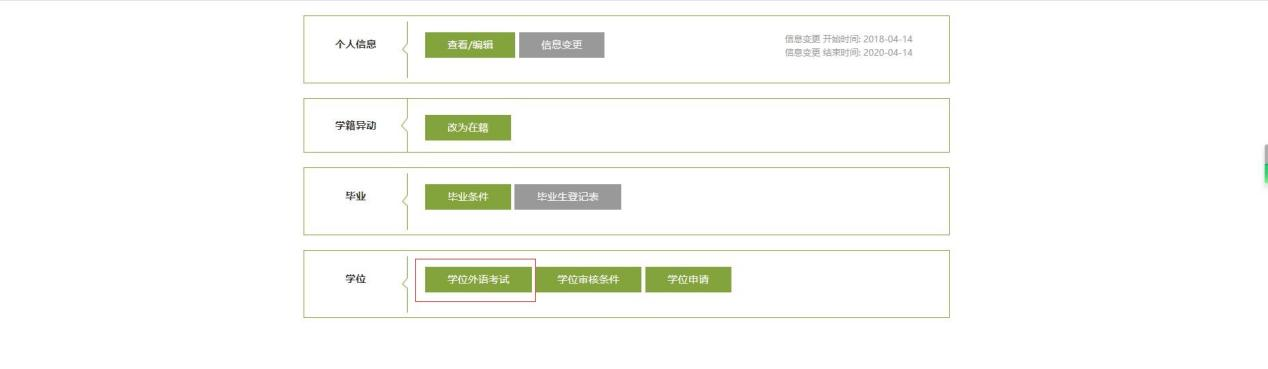 个人信息 查看/编辑 信息变更 信息变更 开始时间: 2018-04-14
信息变更 结束时间: 2020-04-14
学籍异动 改为在籍
毕业 毕业条件 毕业生登记表
学位 学位外语考试 学位审核条件 学位申请